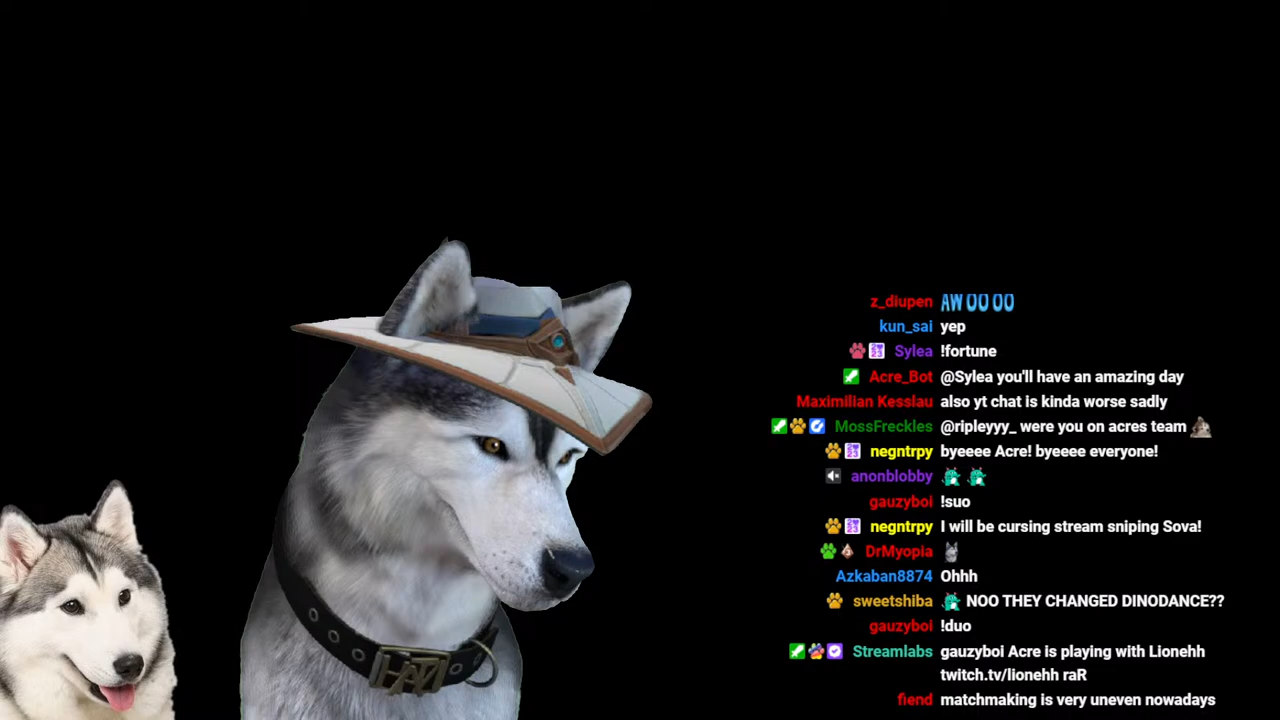 z_diupen AW OO OO
kun_sai yep
Sylea !fortune
Acre_Bot @Sylea you'll have an amazing day
Maximilian Kesslau also yt chat is kinda worse sadly
MossFreckles @ripleyyy_ were you on acres team
negntrpy byeeee Acre! byeeee everyone!
anonblobby
gauzyboi !suo
negntrpy I will be cursing stream sniping Sova!
DrMyopia
Azkaban8874 Ohhh
sweetshiba NOO THEY CHANGED DINODANCE??
gauzyboi !duo
Streamlabs gauzyboi Acre is playing with Lionehh
twitch.tv/lionehh raR
fiend matchmaking is very uneven nowadays